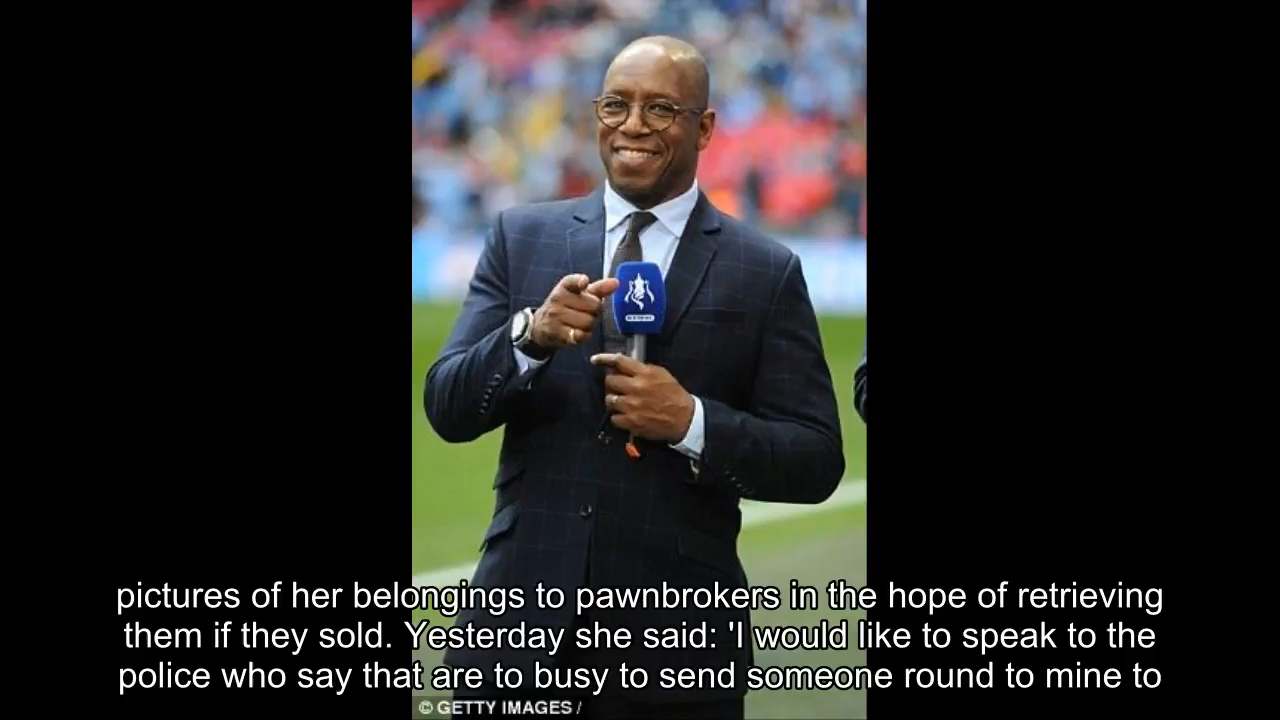 pictures of her belongings to pawnbrokers in the hope of retrieving
them if they sold. Yesterday she said: 'I would like to speak to the
police who say that are to busy to send someone round to mine to
© GETTY IMAGES /